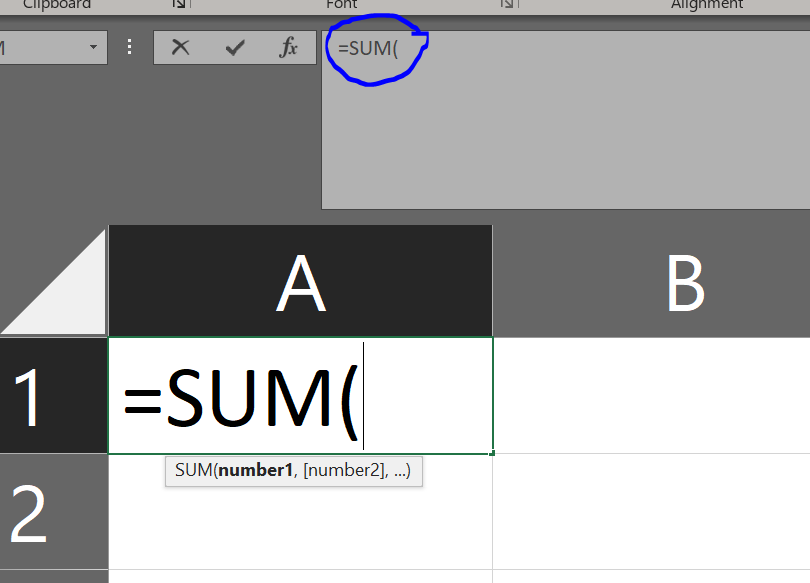 Clipboard Font Alignment
M fx =SUM(
A B
1 =SUM(
SUM(number1, [number2], ...)
2